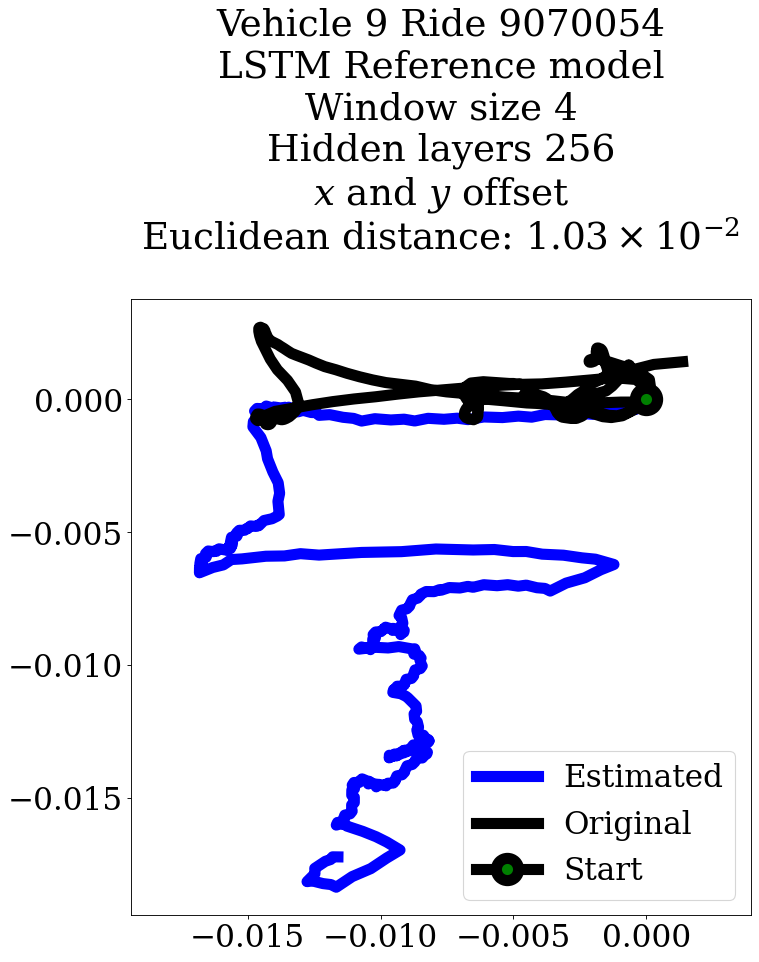 Vehicle 9 Ride 9070054
LSTM Reference model
Window size 4
Hidden layers 256
x and y offset
Euclidean distance: 1.03 × 10⁻²
0.000
−0.005
−0.010
−0.015
Estimated
Original
Start
−0.015 −0.010 −0.005 0.000